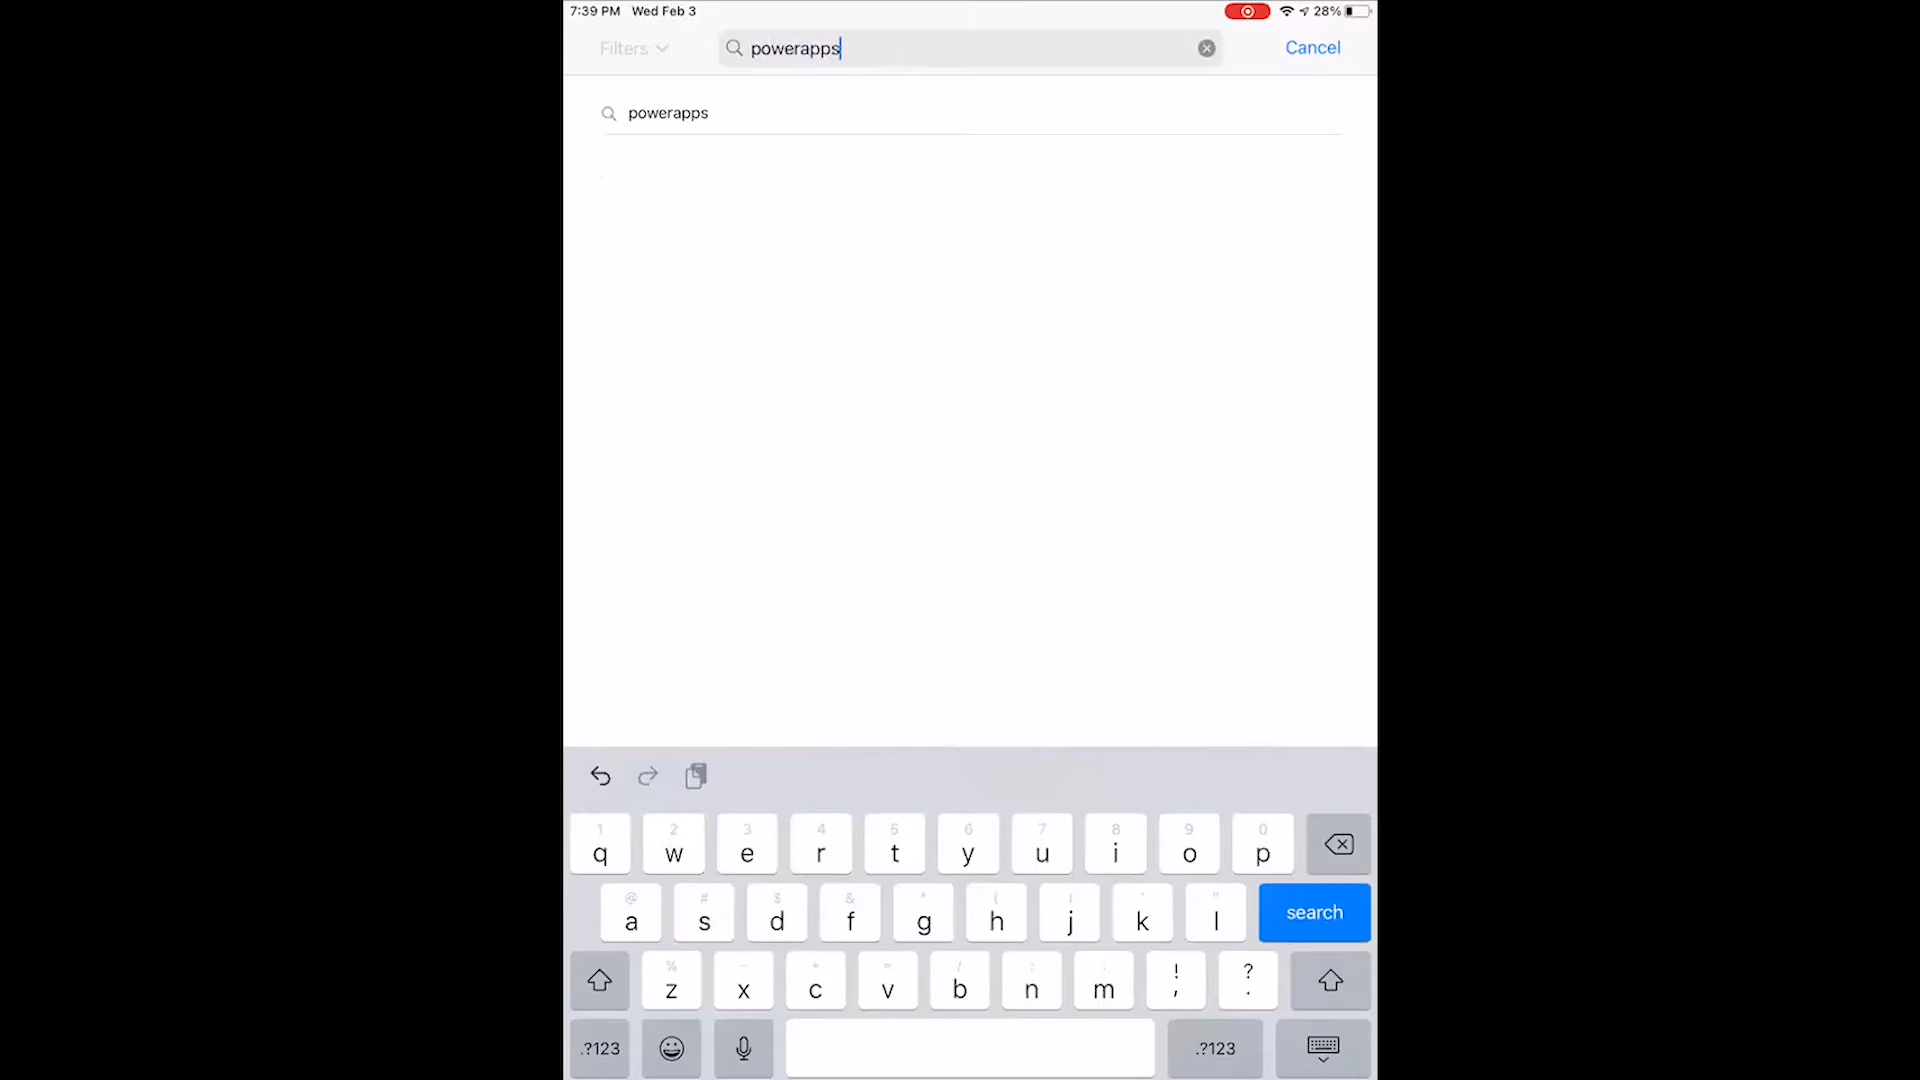 7:39 PM Wed Feb 3 28%
Filters powerapps Cancel
powerapps
1 2 3 4 5 6 7 8 9 0
q w e r t y u i o p
@ # $ & * ( ) ' "
a s d f g h j k l search
% - + = / ; : ! ?
z x c v b n m , .
.?123 .?123